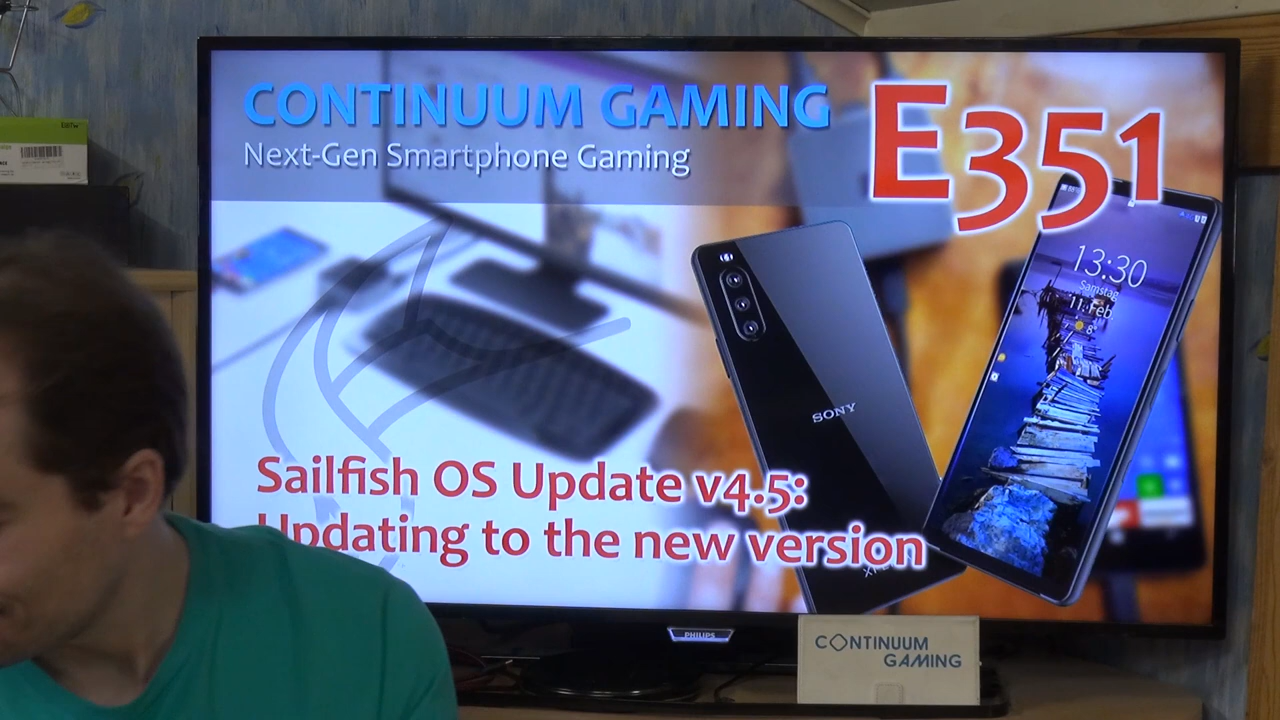 CONTINUUM GAMING
Next-Gen Smartphone Gaming
E351
13:30
Samstag
11. Feb.
8
SONY
Sailfish OS Update v4.5:
Updating to the new version
PHILIPS
CONTINUUM
GAMING